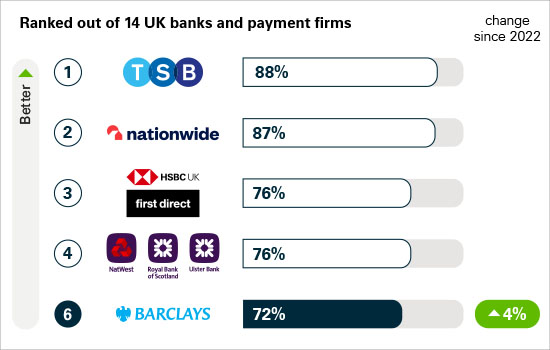 Ranked out of 14 UK banks and payment firms
change
since 2022
Better
1
TSB
88%
2
nationwide
87%
3
HSBC UK
first direct
76%
4
NatWest
Royal Bank
of Scotland
Ulster Bank
76%
6
BARCLAYS
72%
4%